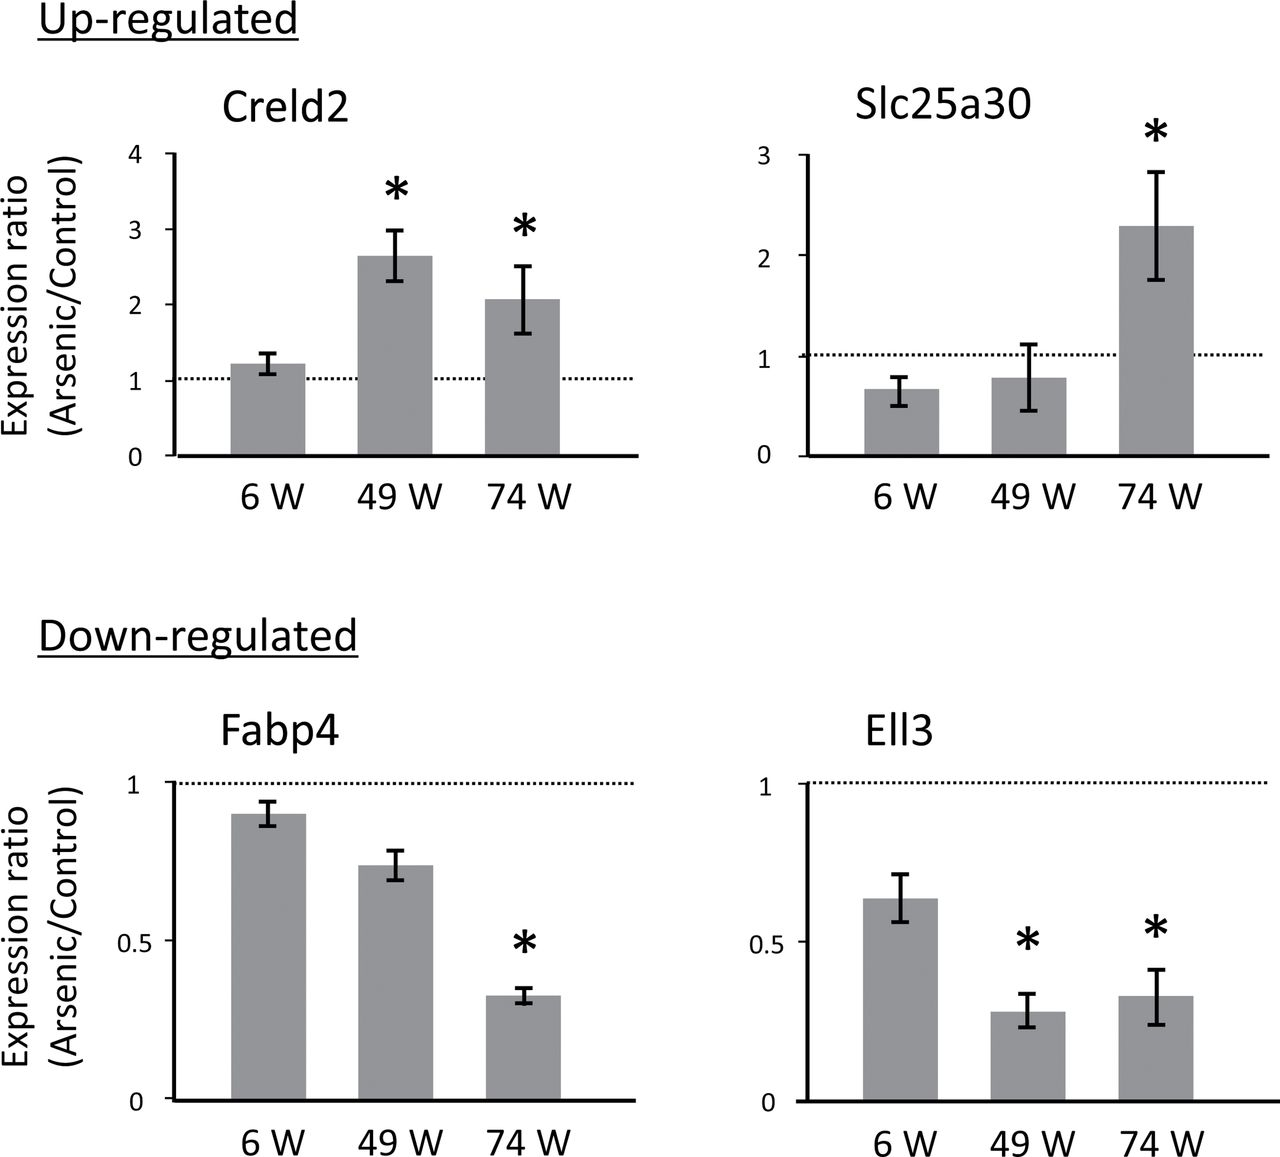 Up-regulated
Creld2
Expression ratio
(Arsenic/Control)
4
3
2
1
0
*
*
6 W 49 W 74 W
Slc25a30
3
2
1
0
*
6 W 49 W 74 W
Down-regulated
Fabp4
Expression ratio
(Arsenic/Control)
1
0.5
0
*
6 W 49 W 74 W
Ell3
1
0.5
0
*
*
6 W 49 W 74 W